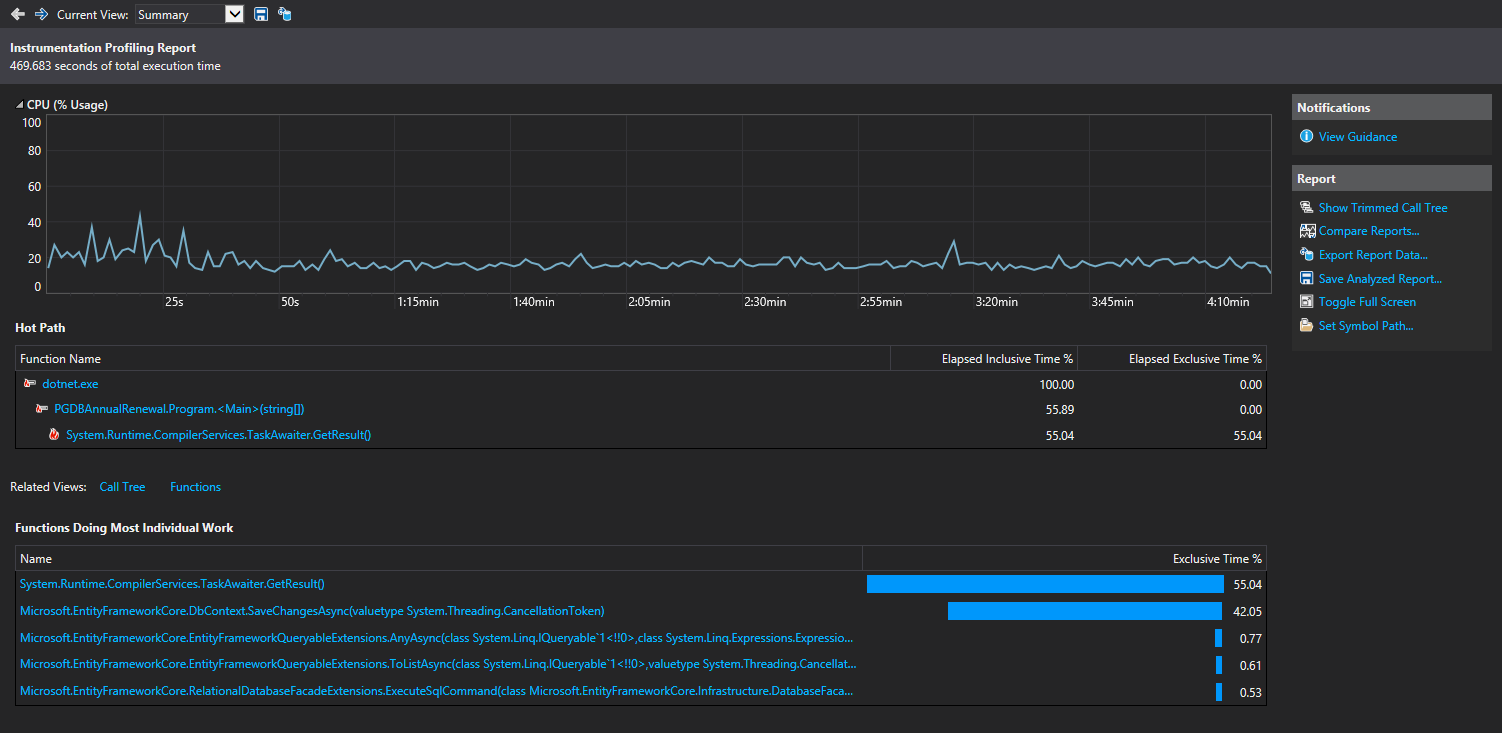 Current View: Summary
Instrumentation Profiling Report
469.683 seconds of total execution time
CPU (% Usage)
100
80
60
40
20
0
25s 50s 1:15min 1:40min 2:05min 2:30min 2:55min 3:20min 3:45min 4:10min
Hot Path
Function Name Elapsed Inclusive Time % Elapsed Exclusive Time %
dotnet.exe 100.00 0.00
PGDBAnnualRenewal.Program.<Main>(string[]) 55.89 0.00
System.Runtime.CompilerServices.TaskAwaiter.GetResult() 55.04 55.04
Related Views: Call Tree Functions
Functions Doing Most Individual Work
Name Exclusive Time %
System.Runtime.CompilerServices.TaskAwaiter.GetResult() 55.04
Microsoft.EntityFrameworkCore.DbContext.SaveChangesAsync(valuetype System.Threading.CancellationToken) 42.05
Microsoft.EntityFrameworkCore.EntityFrameworkQueryableExtensions.AnyAsync(class System.Linq.IQueryable`1<!!0>,class System.Linq.Expressions.Expressio... 0.77
Microsoft.EntityFrameworkCore.EntityFrameworkQueryableExtensions.ToListAsync(class System.Linq.IQueryable`1<!!0>,valuetype System.Threading.Cancellat... 0.61
Microsoft.EntityFrameworkCore.RelationalDatabaseFacadeExtensions.ExecuteSqlCommand(class Microsoft.EntityFrameworkCore.Infrastructure.DatabaseFaca... 0.53
Notifications
View Guidance
Report
Show Trimmed Call Tree
Compare Reports...
Export Report Data...
Save Analyzed Report...
Toggle Full Screen
Set Symbol Path...